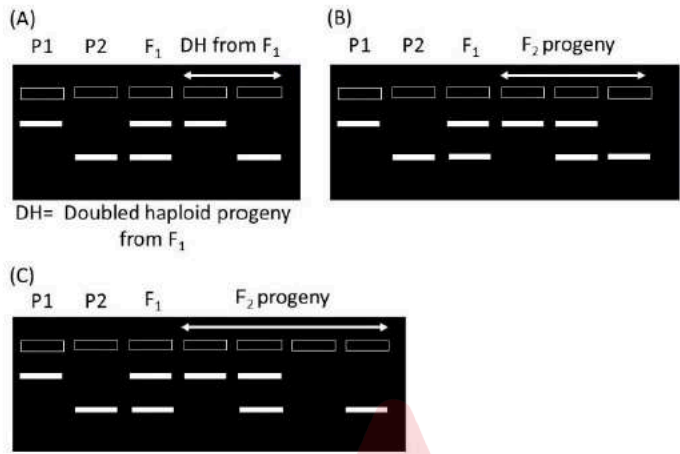 (A)
P1 P2 F₁ DH from F₁
DH= Doubled haploid progeny
from F₁
(B)
P1 P2 F₁ F₂ progeny
(C)
P1 P2 F₁ F₂ progeny